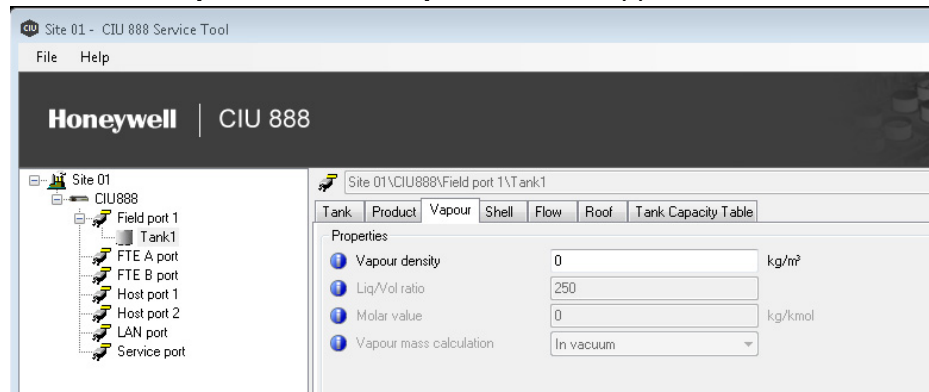 CIU Site 01 - CIU 888 Service Tool
File Help
Honeywell | CIU 888
Site 01
CIU888
Field port 1
Tank1
FTE A port
FTE B port
Host port 1
Host port 2
LAN port
Service port
Site 01\CIU888\Field port 1\Tank1
Tank Product Vapour Shell Flow Roof Tank Capacity Table
Properties
Vapour density 0 kg/m³
Liq/Vol ratio 250
Molar value 0 kg/kmol
Vapour mass calculation In vacuum